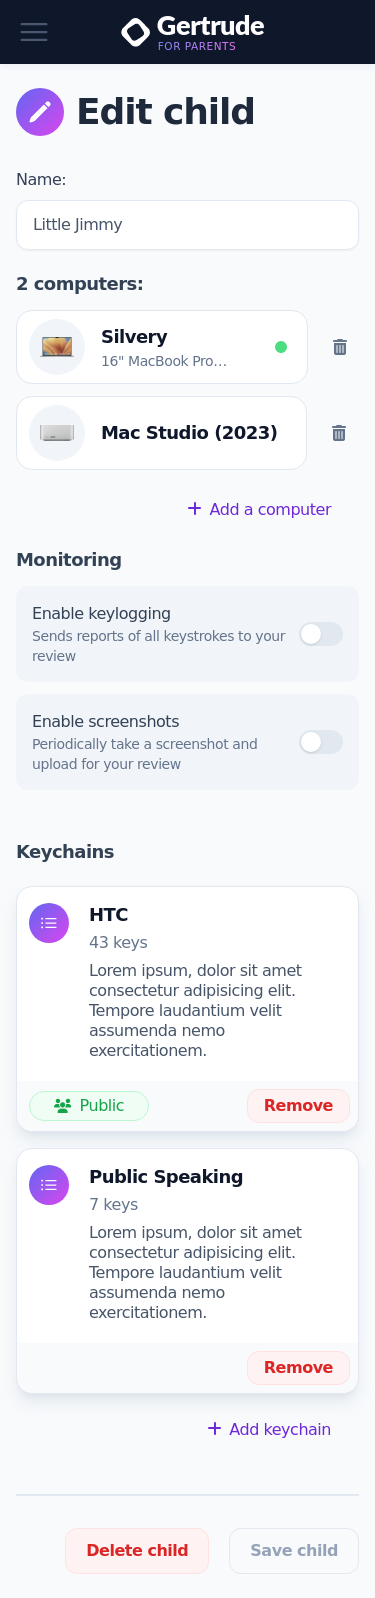 Gertrude
FOR PARENTS
Edit child
Name:
Little Jimmy
2 computers:
Silvery
16" MacBook Pro…
Mac Studio (2023)
Add a computer
Monitoring
Enable keylogging
Sends reports of all keystrokes to your
review
Enable screenshots
Periodically take a screenshot and
upload for your review
Keychains
HTC
43 keys
Lorem ipsum, dolor sit amet
consectetur adipisicing elit.
Tempore laudantium velit
assumenda nemo
exercitationem.
Public
Remove
Public Speaking
7 keys
Lorem ipsum, dolor sit amet
consectetur adipisicing elit.
Tempore laudantium velit
assumenda nemo
exercitationem.
Remove
Add keychain
Delete child
Save child